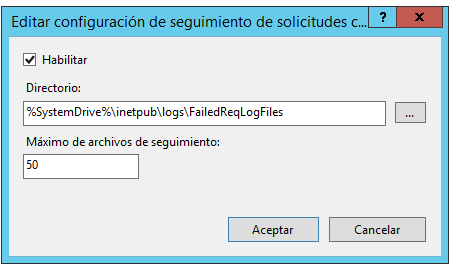 Editar configuración de seguimiento de solicitudes c...
?
x
Habilitar
Directorio:
%SystemDrive%\inetpub\logs\FailedReqLogFiles
...
Máximo de archivos de seguimiento:
50
Aceptar
Cancelar